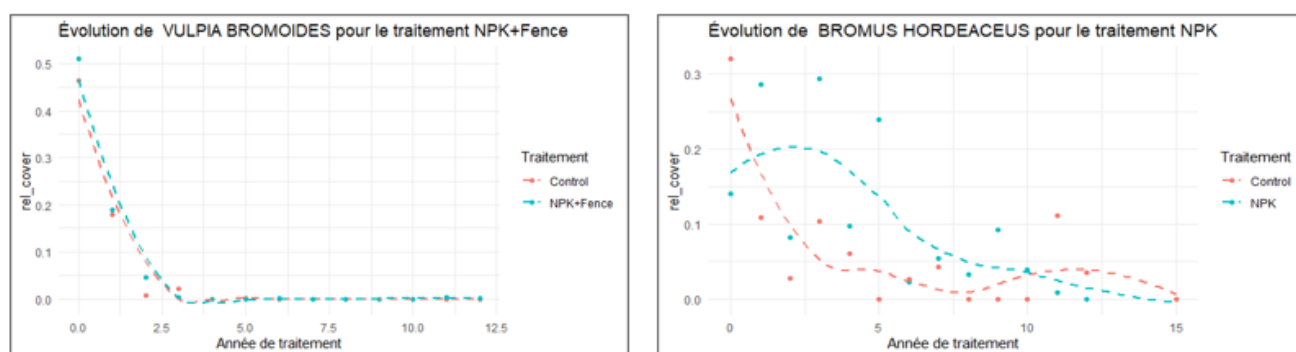 Évolution de VULPIA BROMOIDES pour le traitement NPK+Fence
0.5
0.4
0.3
0.2
0.1
0.0
rel_cover
0.0 2.5 5.0 7.5 10.0 12.5
Année de traitement
Traitement
Control
NPK+Fence
Évolution de BROMUS HORDEACEUS pour le traitement NPK
0.3
0.2
0.1
0.0
rel_cover
0 5 10 15
Année de traitement
Traitement
Control
NPK